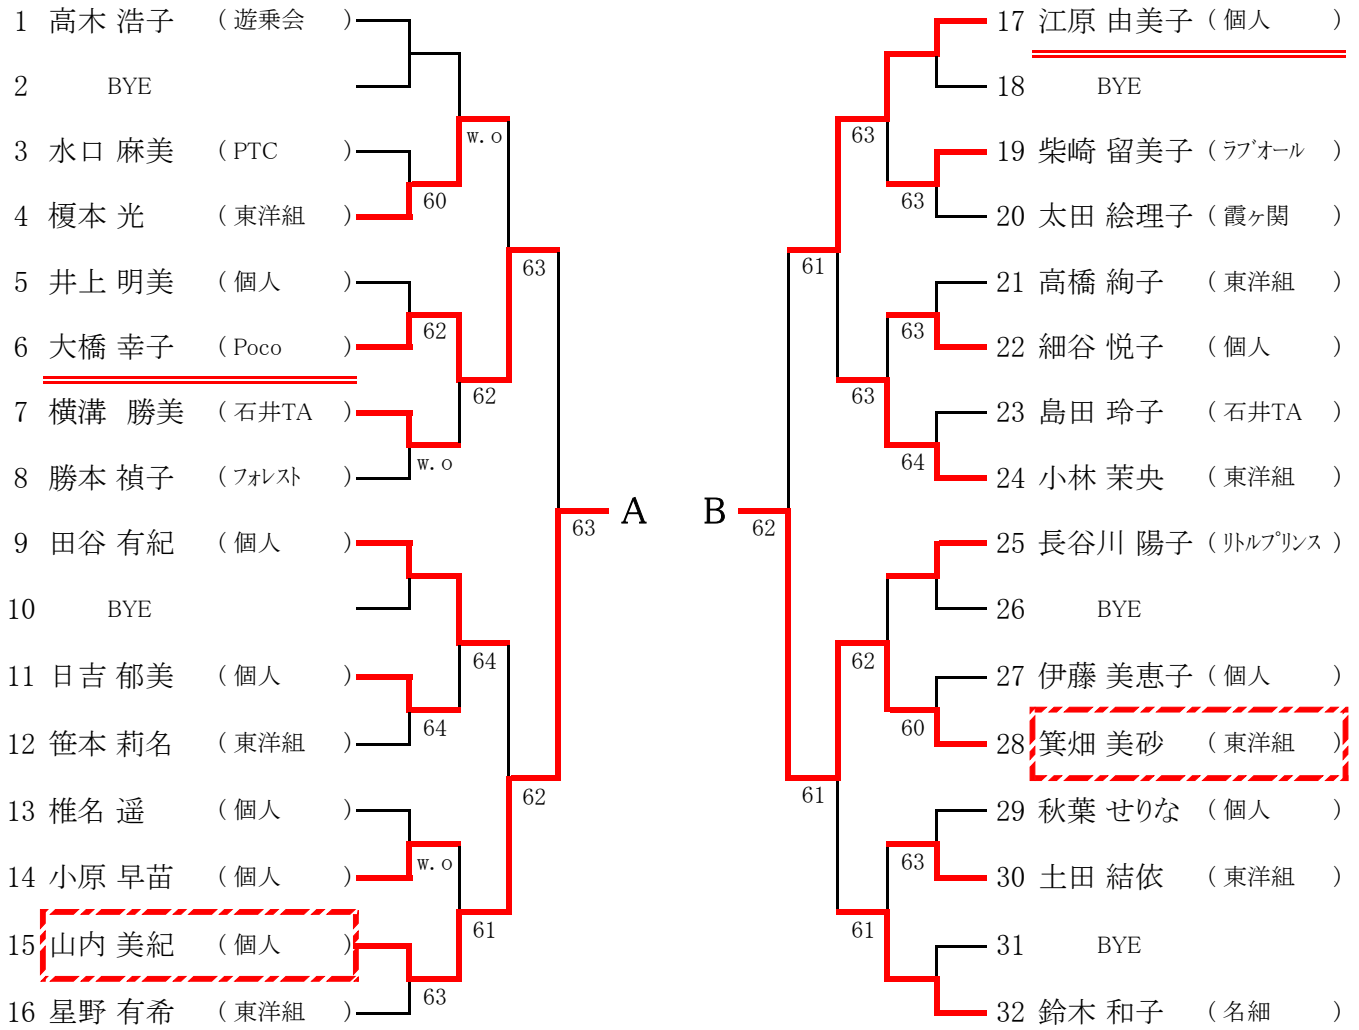 1 高木 浩子 （ 遊乗会 ）
2 BYE
3 水口 麻美 （ PTC ）
4 榎本 光 （ 東洋組 ）
5 井上 明美 （ 個人 ）
6 大橋 幸子 （ Poco ）
7 横溝 勝美 （ 石井TA ）
8 勝本 禎子 （ フォレスト ）
9 田谷 有紀 （ 個人 ）
10 BYE
11 日吉 郁美 （ 個人 ）
12 笹本 莉名 （ 東洋組 ）
13 椎名 遥 （ 個人 ）
14 小原 早苗 （ 個人 ）
15 山内 美紀 （ 個人 ）
16 星野 有希 （ 東洋組 ）
60
62
w.o
64
w.o
63
w.o
62
64
61
63
62
63
A
B
62
61
61
63
63
62
61
63
63
64
60
63
17 江原 由美子 （ 個人 ）
18 BYE
19 柴崎 留美子 （ ラブオール ）
20 太田 絵理子 （ 霞ヶ関 ）
21 高橋 絢子 （ 東洋組 ）
22 細谷 悦子 （ 個人 ）
23 島田 玲子 （ 石井TA ）
24 小林 茉央 （ 東洋組 ）
25 長谷川 陽子 （ リトルプリンス ）
26 BYE
27 伊藤 美恵子 （ 個人 ）
28 箕畑 美砂 （ 東洋組 ）
29 秋葉 せりな （ 個人 ）
30 土田 結依 （ 東洋組 ）
31 BYE
32 鈴木 和子 （ 名細 ）